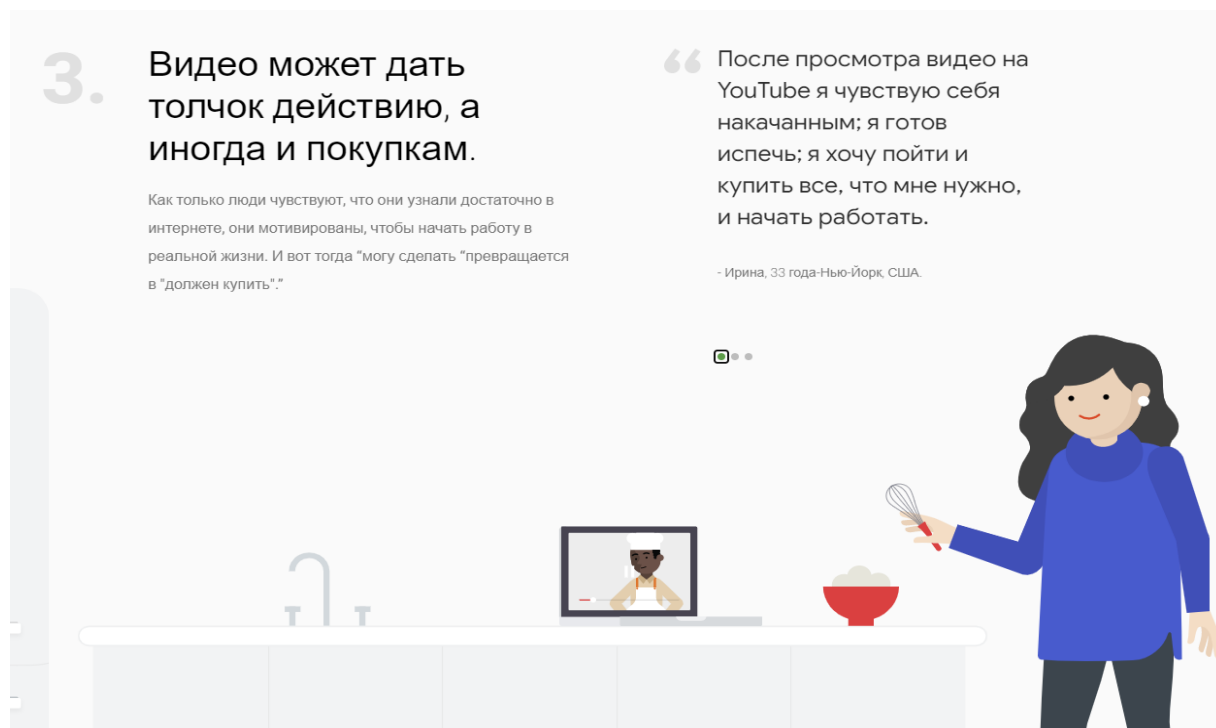 3.
Видео может дать
толчок действию, а
иногда и покупкам.
Как только люди чувствуют, что они узнали достаточно в
интернете, они мотивированы, чтобы начать работу в
реальной жизни. И вот тогда "могу сделать "превращается
в "должен купить"."
“
После просмотра видео на
YouTube я чувствую себя
накачанным; я готов
испечь; я хочу пойти и
купить все, что мне нужно,
и начать работать.
- Ирина, 33 года-Нью-Йорк, США.